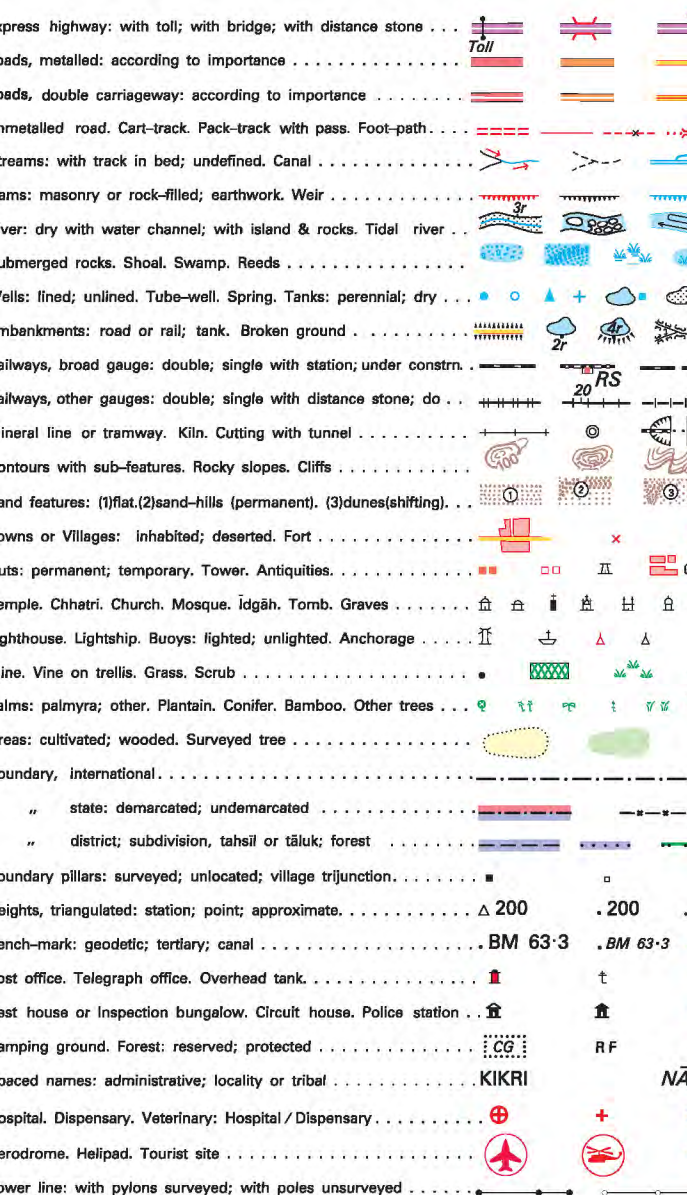 xpress highway: with toll; with bridge; with distance stone . . .
Toll
oads, metalled: according to importance . . . . . . . . . . . . . . .
oads, double carriageway: according to importance . . . . . . . .
nmetalled road. Cart–track. Pack–track with pass. Foot–path. . . .
treams: with track in bed; undefined. Canal . . . . . . . . . . . . .
ams: masonry or rock–filled; earthwork. Weir . . . . . . . . . . . .
iver: dry with water channel; with island & rocks. Tidal river . . 3r
ubmerged rocks. Shoal. Swamp. Reeds . . . . . . . . . . . . . . . .
Wells: lined; unlined. Tube–well. Spring. Tanks: perennial; dry . . .
mbankments: road or rail; tank. Broken ground . . . . . . . . . . 2r 4r
ailways, broad gauge: double; single with station; under constrn. . RS
ailways, other gauges: double; single with distance stone; do . . 20
ineral line or tramway. Kiln. Cutting with tunnel . . . . . . . . . .
ontours with sub–features. Rocky slopes. Cliffs . . . . . . . . . . . .
and features: (1)flat.(2)sand–hills (permanent). (3)dunes(shifting). . . 1 2 3
owns or Villages: inhabited; deserted. Fort . . . . . . . . . . . . .
uts: permanent; temporary. Tower. Antiquities. . . . . . . . . . . . .
emple. Chhatri. Church. Mosque. Īdgāh. Tomb. Graves . . . . . . .
ighthouse. Lightship. Buoys: lighted; unlighted. Anchorage . . . . .
ine. Vine on trellis. Grass. Scrub . . . . . . . . . . . . . . . . . . .
alms: palmyra; other. Plantain. Conifer. Bamboo. Other trees . . .
reas: cultivated; wooded. Surveyed tree . . . . . . . . . . . . . . .
oundary, international. . . . . . . . . . . . . . . . . . . . . . . . . .
„ state: demarcated; undemarcated . . . . . . . . . . . . .
„ district; subdivision, tahsīl or tāluk; forest . . . . . . . .
oundary pillars: surveyed; unlocated; village trijunction. . . . . . . .
eights, triangulated: station; point; approximate. . . . . . . . . . . . 200 . 200
ench–mark: geodetic; tertiary; canal . . . . . . . . . . . . . . . . . . BM 63·3 . BM 63·3
ost office. Telegraph office. Overhead tank. . . . . . . . . . . . . .
est house or Inspection bungalow. Circuit house. Police station . .
amping ground. Forest: reserved; protected . . . . . . . . . . . . . CG RF
paced names: administrative; locality or tribal . . . . . . . . . . . . KIKRI NĀ
ospital. Dispensary. Veterinary: Hospital / Dispensary . . . . . . . .
erodrome. Helipad. Tourist site . . . . . . . . . . . . . . . . . . . . .
ower line: with pylons surveyed; with poles unsurveyed . . . . . .